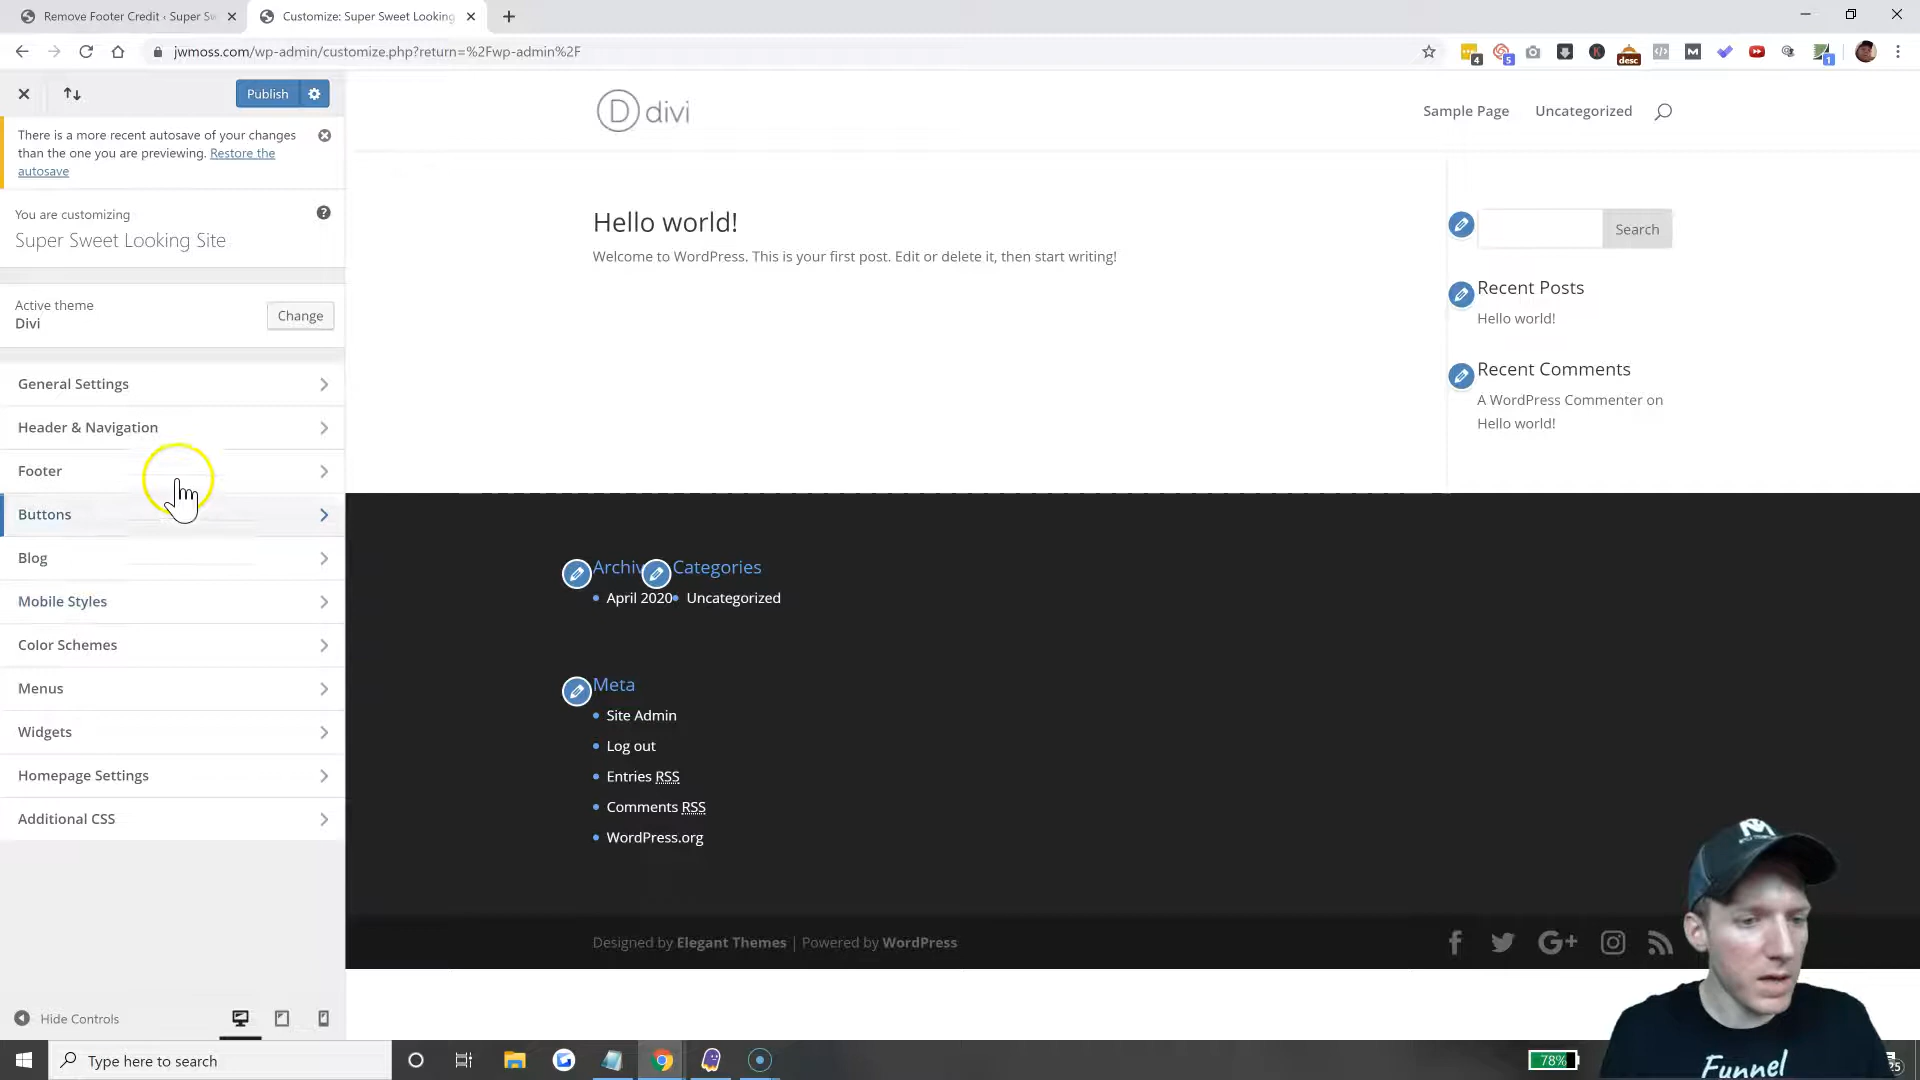 Remove Footer Credit ‹ Super Sw
Customize: Super Sweet Looking
jwmoss.com/wp-admin/customize.php?return=%2Fwp-admin%2F
4
5
desc
1
Publish
There is a more recent autosave of your changes
than the one you are previewing. Restore the
autosave
You are customizing
Super Sweet Looking Site
Active theme
Divi
Change
General Settings
Header & Navigation
Footer
Buttons
Blog
Mobile Styles
Color Schemes
Menus
Widgets
Homepage Settings
Additional CSS
Hide Controls
D divi
Sample Page
Uncategorized
Hello world!
Welcome to WordPress. This is your first post. Edit or delete it, then start writing!
Search
Recent Posts
Hello world!
Recent Comments
A WordPress Commenter on
Hello world!
Categories
April 2020
Uncategorized
Meta
Site Admin
Log out
Entries RSS
Comments RSS
WordPress.org
Designed by Elegant Themes | Powered by WordPress
Funnel
Type here to search
78%
25